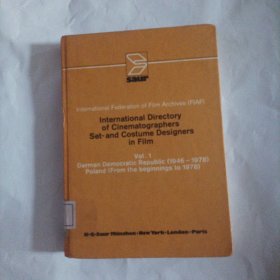 saur
International Federation of Film Archives (FIAF)
International Directory
of Cinematographers
Set- and Costume Designers
in Film
Vol. 1
German Democratic Republic (1946–1978)
Poland (From the beginnings to 1978)
K·G·Saur München·New York·London·Paris